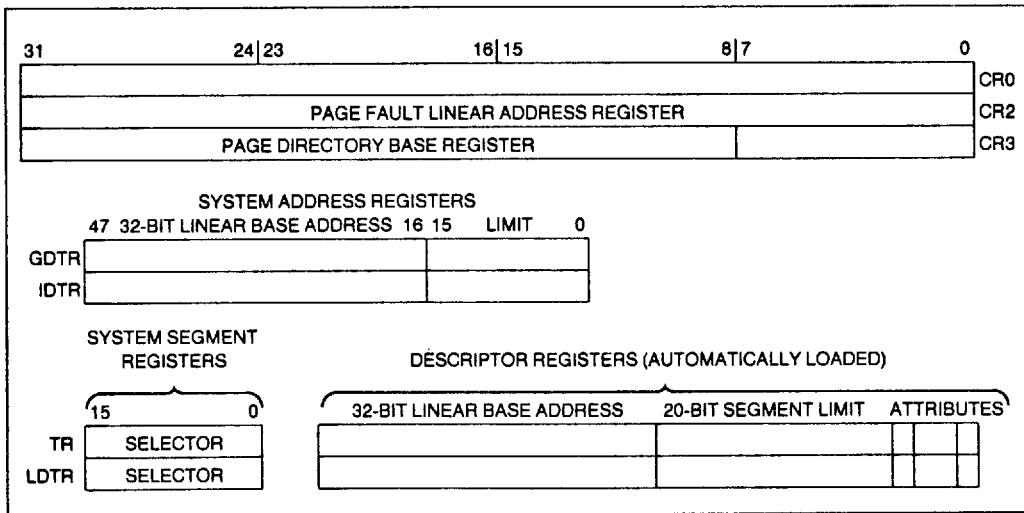 31 24 23 16 15 8 7 0
CR0
PAGE FAULT LINEAR ADDRESS REGISTER CR2
PAGE DIRECTORY BASE REGISTER CR3
SYSTEM ADDRESS REGISTERS
47 32-BIT LINEAR BASE ADDRESS 16 15 LIMIT 0
GDTR
IDTR
SYSTEM SEGMENT
REGISTERS
DESCRIPTOR REGISTERS (AUTOMATICALLY LOADED)
15 0 32-BIT LINEAR BASE ADDRESS 20-BIT SEGMENT LIMIT ATTRIBUTES
TR SELECTOR
LDTR SELECTOR